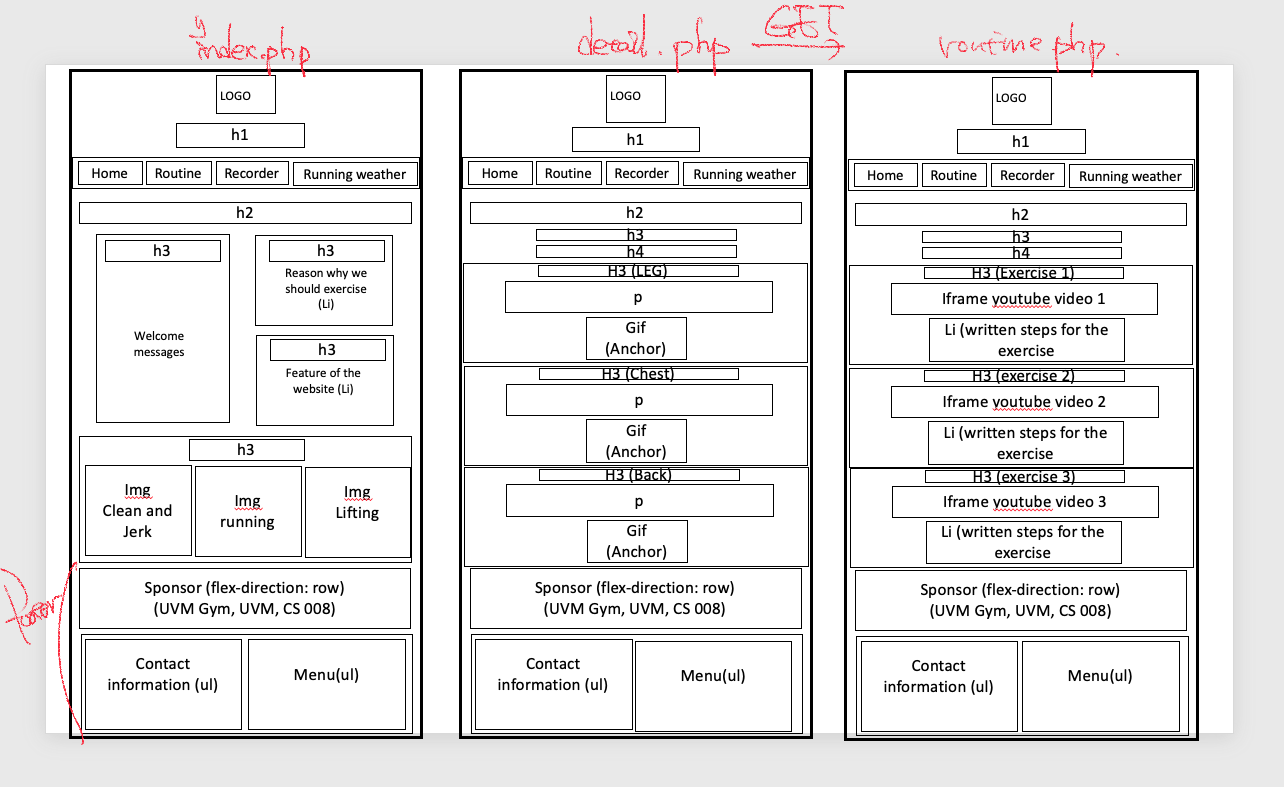 index.php
detail.php
GET
routine php.
LOGO
h1
Home
Routine
Recorder
Running weather
h2
h3
Welcome
messages
h3
Reason why we
should exercise
(Li)
h3
Feature of the
website (Li)
h3
Img
Clean and
Jerk
Img
running
Img
Lifting
Sponsor (flex-direction: row)
(UVM Gym, UVM, CS 008)
Contact
information (ul)
Menu(ul)
LOGO
h1
Home
Routine
Recorder
Running weather
h2
h3
h4
H3 (LEG)
p
Gif
(Anchor)
H3 (Chest)
p
Gif
(Anchor)
H3 (Back)
p
Gif
(Anchor)
Sponsor (flex-direction: row)
(UVM Gym, UVM, CS 008)
Contact
information (ul)
Menu(ul)
LOGO
h1
Home
Routine
Recorder
Running weather
h2
h3
h4
H3 (Exercise 1)
Iframe youtube video 1
Li (written steps for the
exercise
H3 (exercise 2)
Iframe youtube video 2
Li (written steps for the
exercise
H3 (exercise 3)
Iframe youtube video 3
Li (written steps for the
exercise
Sponsor (flex-direction: row)
(UVM Gym, UVM, CS 008)
Contact
information (ul)
Menu(ul)